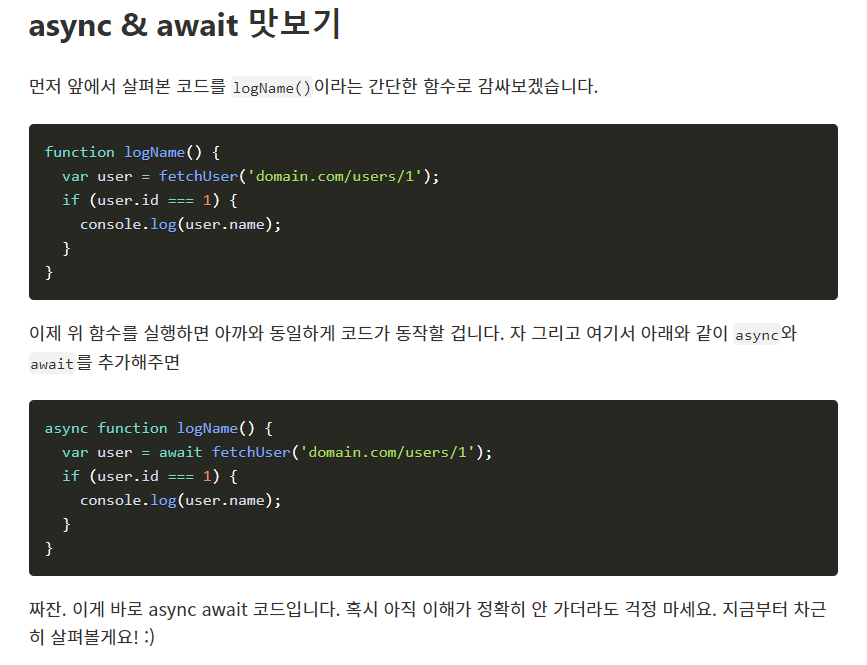 async & await 맛보기
먼저 앞에서 살펴본 코드를 logName()이라는 간단한 함수로 감싸보겠습니다.
function logName() {
  var user = fetchUser('domain.com/users/1');
  if (user.id === 1) {
    console.log(user.name);
  }
}
이제 위 함수를 실행하면 아까와 동일하게 코드가 동작할 겁니다. 자 그리고 여기서 아래와 같이 async와
await를 추가해주면
async function logName() {
  var user = await fetchUser('domain.com/users/1');
  if (user.id === 1) {
    console.log(user.name);
  }
}
짜잔. 이게 바로 async await 코드입니다. 혹시 아직 이해가 정확히 안 가더라도 걱정 마세요. 지금부터 차근
히 살펴볼게요! :)